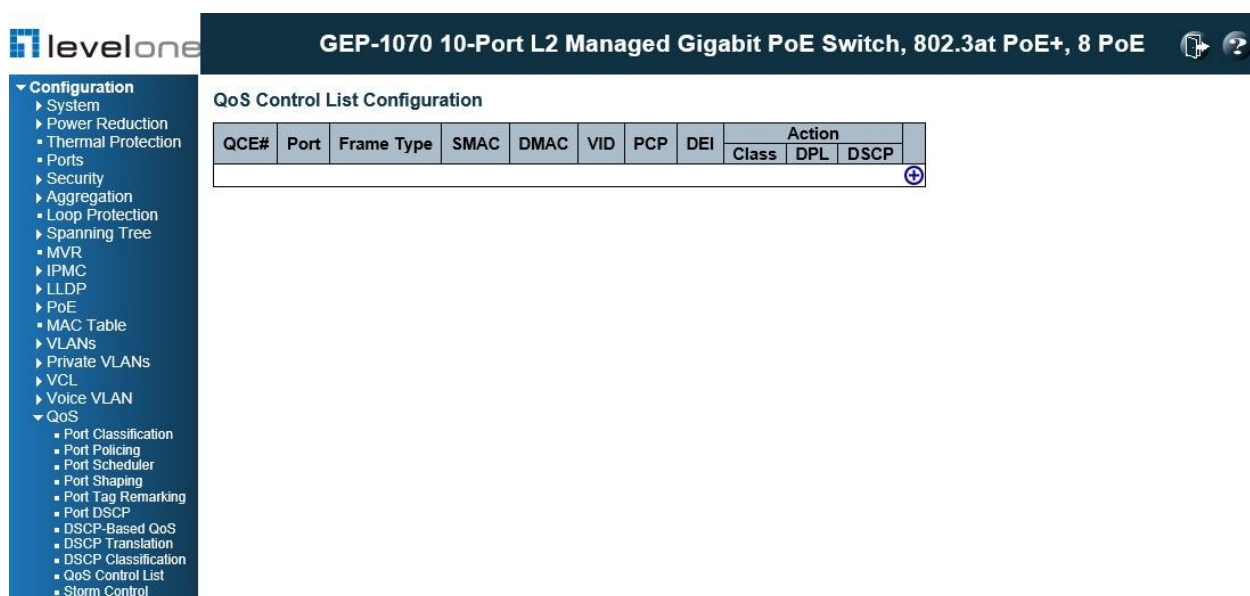 levelone
GEP-1070 10-Port L2 Managed Gigabit PoE Switch, 802.3at PoE+, 8 PoE
?
Configuration
System
Power Reduction
Thermal Protection
Ports
Security
Aggregation
Loop Protection
Spanning Tree
MVR
IPMC
LLDP
PoE
MAC Table
VLANs
Private VLANs
VCL
Voice VLAN
QoS
Port Classification
Port Policing
Port Scheduler
Port Shaping
Port Tag Remarking
Port DSCP
DSCP-Based QoS
DSCP Translation
DSCP Classification
QoS Control List
Storm Control
QoS Control List Configuration
QCE# Port Frame Type SMAC DMAC VID PCP DEI Action
Class DPL DSCP